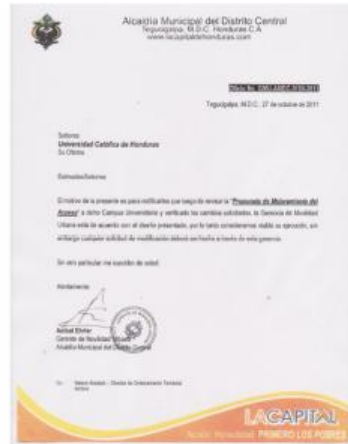 Alcaldía Municipal del Distrito Central
Tegucigalpa, M.D.C. Honduras C.A
www.lacapitaldehonduras.com
Tegucigalpa, M.D.C., 27 de octubre de 2011
Señores
Universidad Católica de Honduras
Su Oficina
Estimados Señores:
El motivo de la presente es para notificarles que luego de revisar la "Propuesta de Mejoramiento del
Acceso" a dicho Campus Universitario y verificado los cambios solicitados, la Gerencia de Movilidad
Urbana está de acuerdo con el diseño presentado, por lo tanto consideramos viable su ejecución, sin
embargo cualquier solicitud de modificación deberá ser hecha a través de esta gerencia.
Sin otro particular me suscribo de usted.
Atentamente
Gerente de Movilidad Urbana
Alcaldía Municipal del Distrito Central
LACAPITAL
PRIMERO LOS POBRES